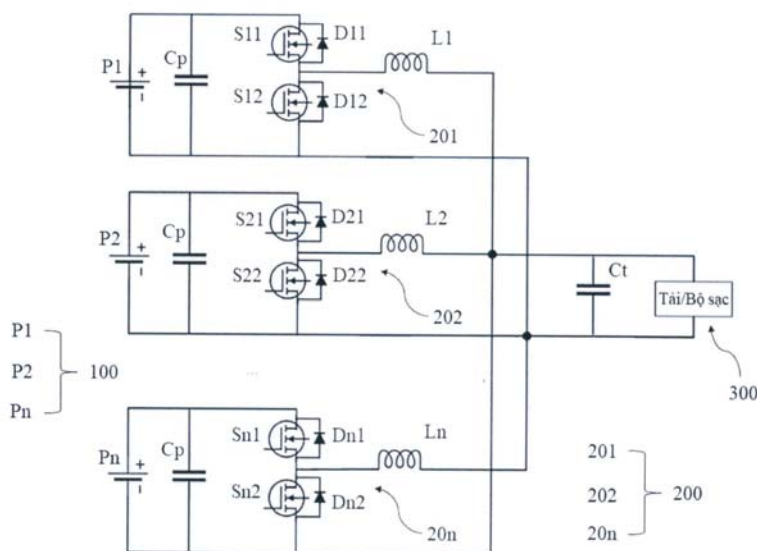 S11
D11
L1
P1
+
-
Cp
S12
D12
201
S21
D21
L2
P2
+
-
Cp
S22
D22
202
Ct
Tải/Bộ sạc
300
P1
P2
Pn
100
...
Sn1
Dn1
Ln
Pn
+
-
Cp
Sn2
Dn2
20n
201
202
20n
200